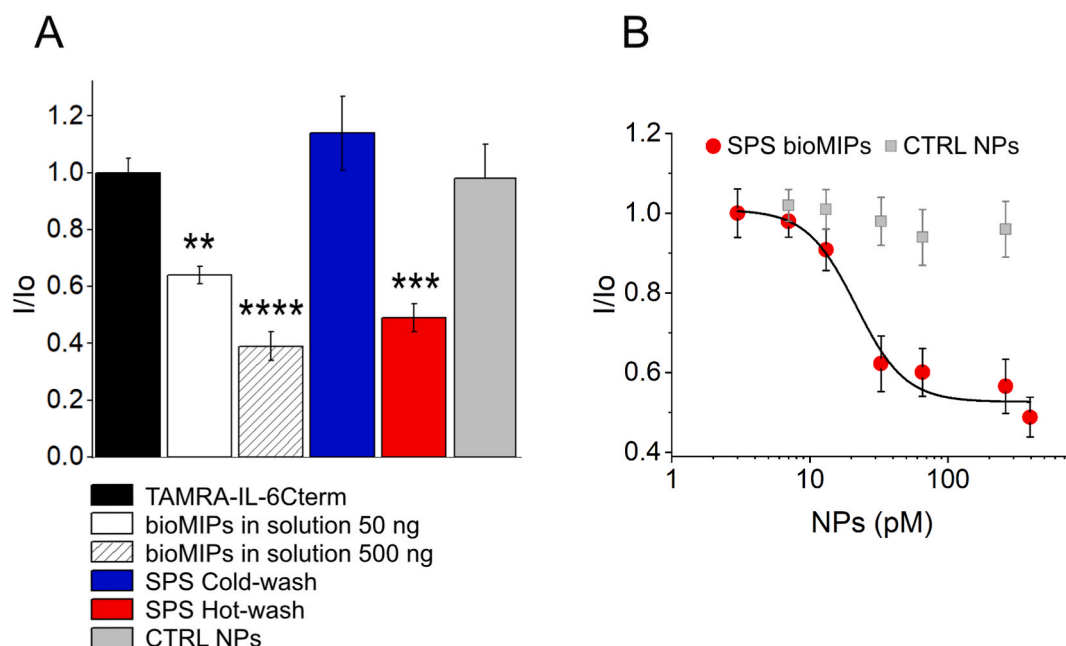 A
I/Io
1.2
1.0
0.8
0.6
0.4
0.2
0.0
**
****
***
TAMRA-IL-6Cterm
bioMIPs in solution 50 ng
bioMIPs in solution 500 ng
SPS Cold-wash
SPS Hot-wash
CTRL NPs
B
I/Io
1.2
1.0
0.8
0.6
0.4
SPS bioMIPs CTRL NPs
1 10 100
NPs (pM)